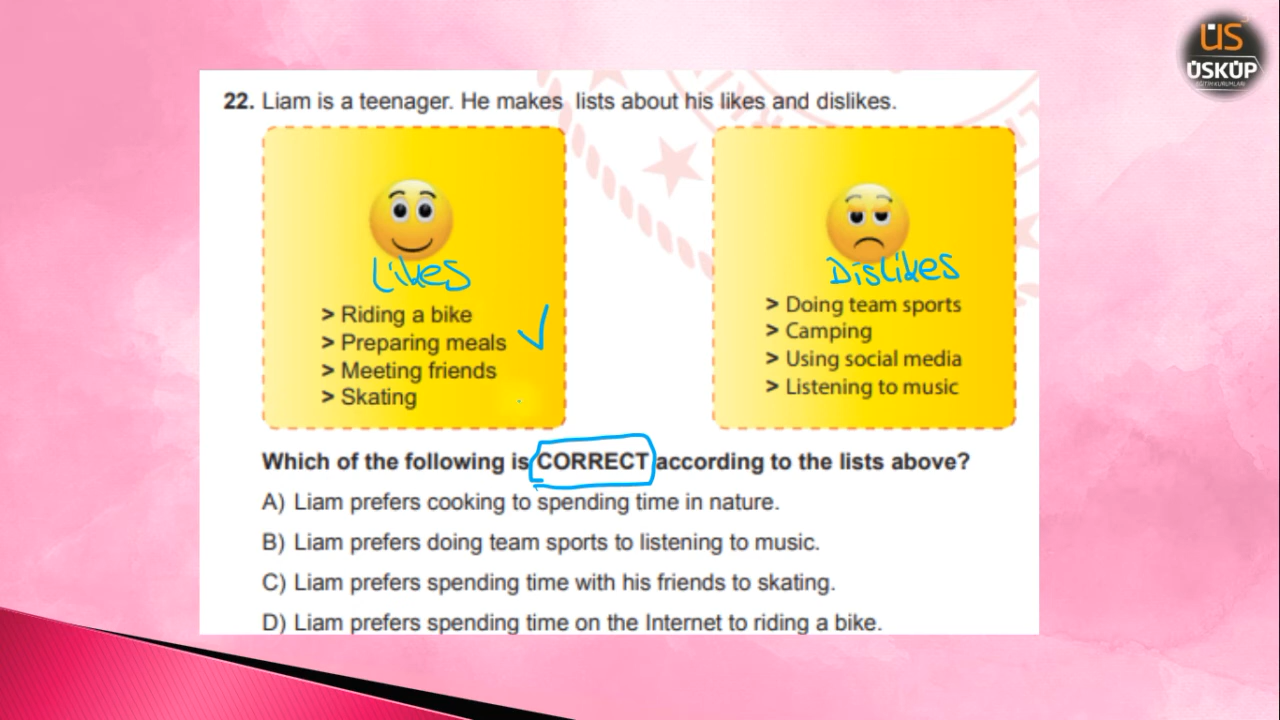 üs
ÜSKÜP
EĞİTİM KURUMLARI
22. Liam is a teenager. He makes lists about his likes and dislikes.
Likes
> Riding a bike
> Preparing meals
> Meeting friends
> Skating
Dislikes
> Doing team sports
> Camping
> Using social media
> Listening to music
Which of the following is CORRECT according to the lists above?
A) Liam prefers cooking to spending time in nature.
B) Liam prefers doing team sports to listening to music.
C) Liam prefers spending time with his friends to skating.
D) Liam prefers spending time on the Internet to riding a bike.